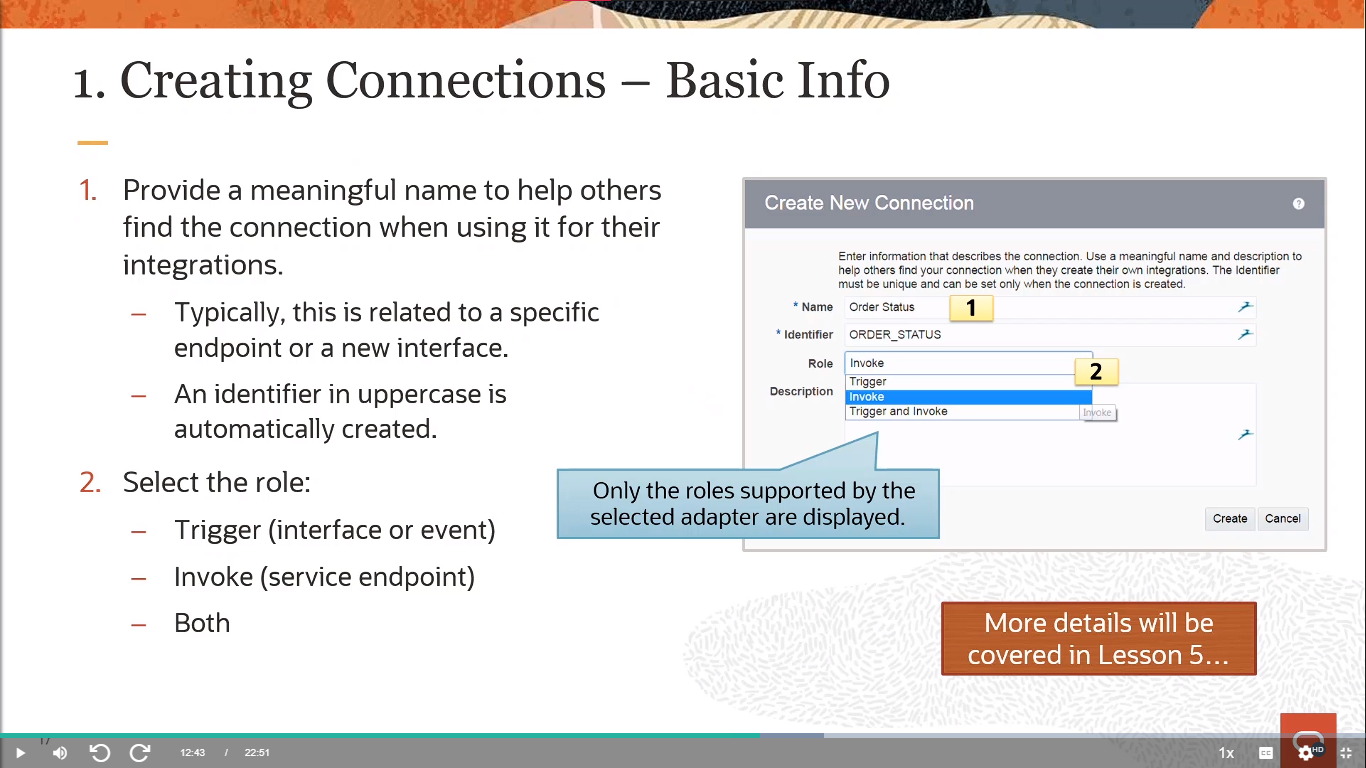 1. Creating Connections – Basic Info
1. Provide a meaningful name to help others
find the connection when using it for their
integrations.
– Typically, this is related to a specific
endpoint or a new interface.
– An identifier in uppercase is
automatically created.
2. Select the role:
– Trigger (interface or event)
– Invoke (service endpoint)
– Both
Create New Connection
?
Enter information that describes the connection. Use a meaningful name and description to
help others find your connection when they create their own integrations. The Identifier
must be unique and can be set only when the connection is created.
* Name Order Status 1
* Identifier ORDER_STATUS
Role Invoke 2
Trigger
Description
Invoke
Trigger and Invoke Invoke
Only the roles supported by the
selected adapter are displayed.
Create Cancel
More details will be
covered in Lesson 5...
17
12:43 / 22:51 1x CC HD